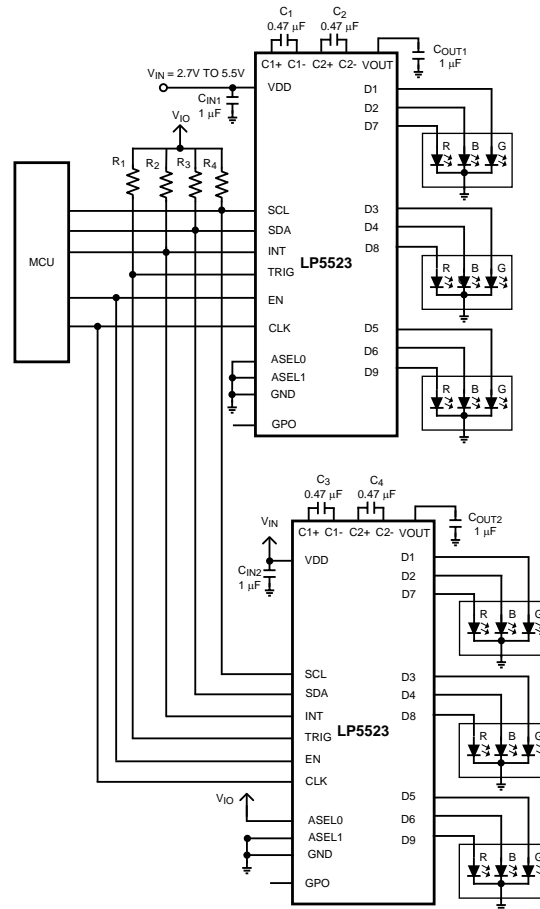 C1
0.47 µF
C2
0.47 µF
C1+ C1- C2+ C2- VOUT
COUT1
1 µF
VIN = 2.7V TO 5.5V
VDD
CIN1
1 µF
VIO
R1
R2
R3
R4
MCU
LP5523
SCL
SDA
INT
TRIG
EN
CLK
ASEL0
ASEL1
GND
GPO
D1
D2
D7
R B G
D3
D4
D8
R B G
D5
D6
D9
R B G
C3
0.47 µF
C4
0.47 µF
C1+ C1- C2+ C2- VOUT
COUT2
1 µF
VIN
VDD
CIN2
1 µF
LP5523
SCL
SDA
INT
TRIG
EN
CLK
VIO
ASEL0
ASEL1
GND
GPO
D1
D2
D7
R B G
D3
D4
D8
R B G
D5
D6
D9
R B G